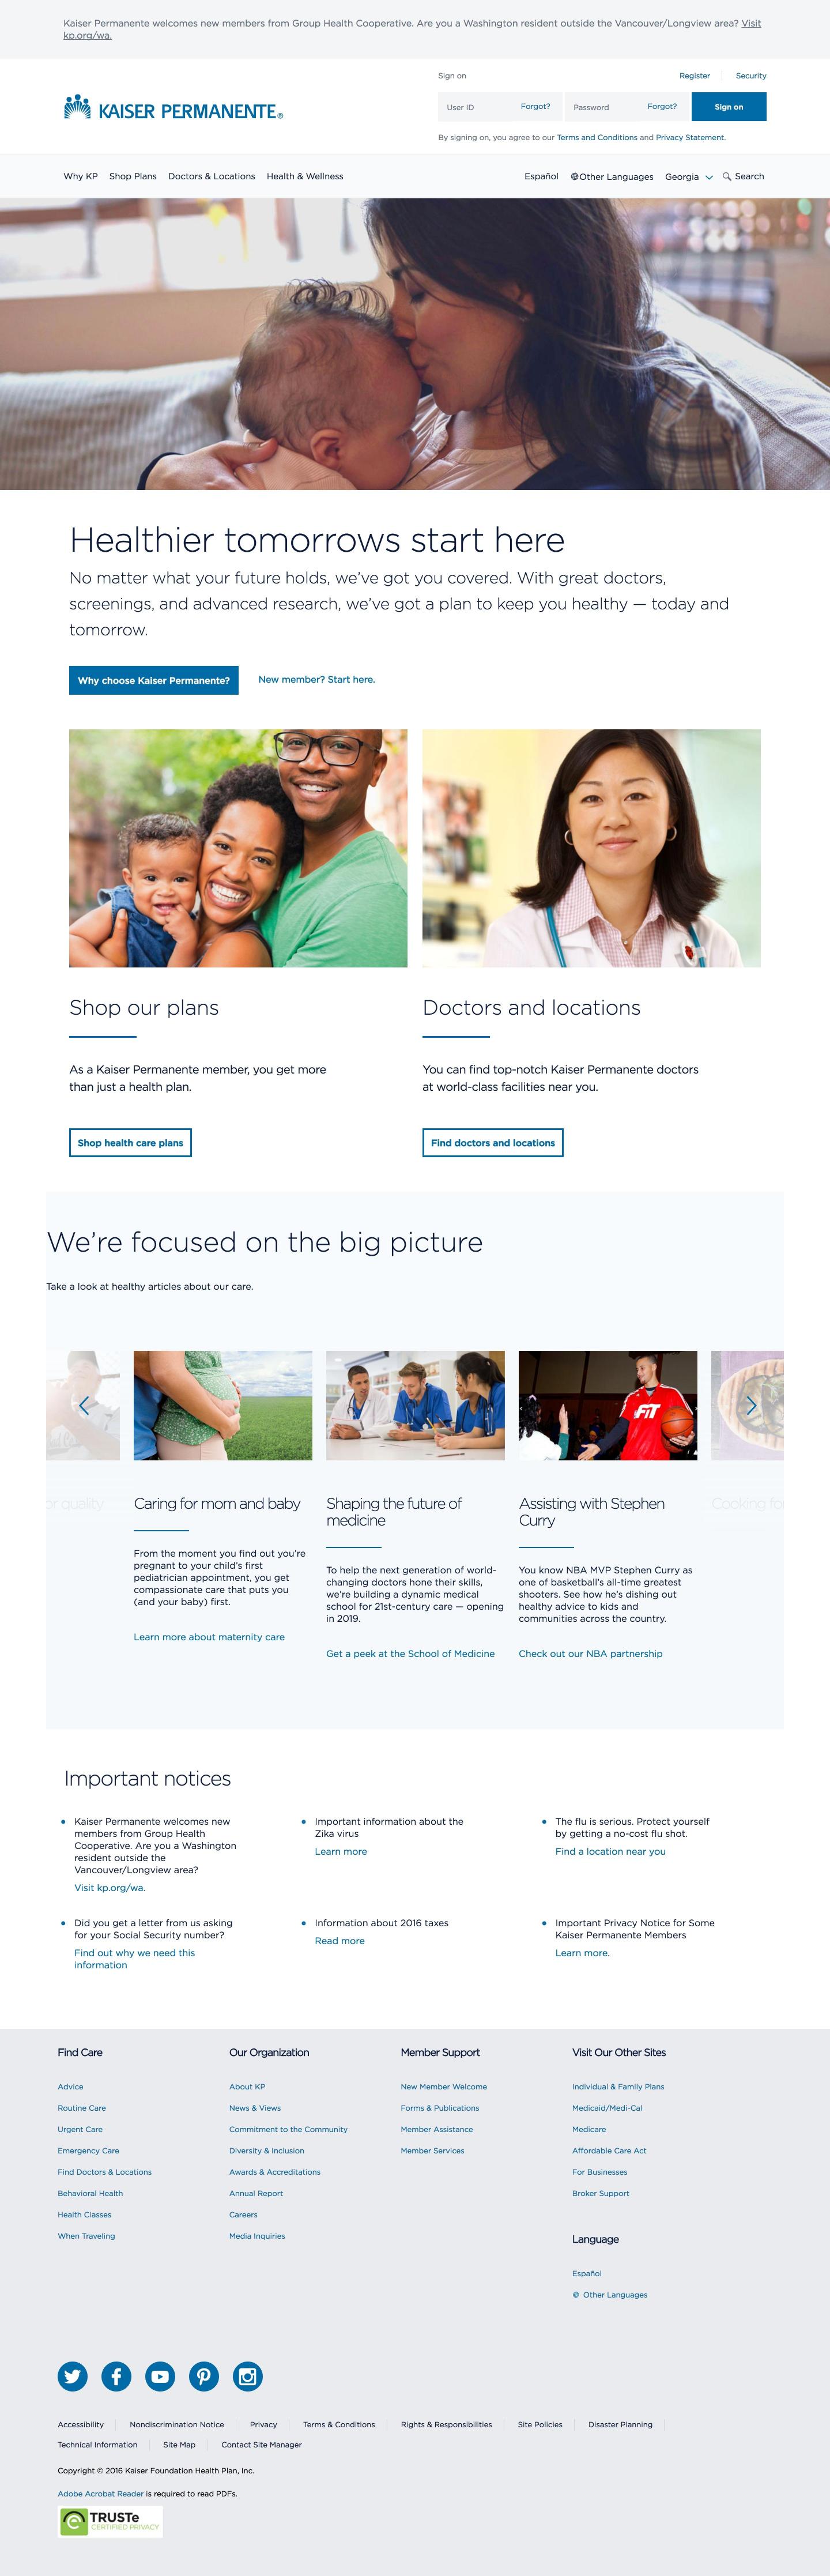 Kaiser Permanente welcomes new members from Group Health Cooperative. Are you a Washington resident outside the Vancouver/Longview area? Visit
kp.org/wa.
Sign on
Register
Security
KAISER PERMANENTE®
User ID
Forgot?
Password
Forgot?
Sign on
By signing on, you agree to our Terms and Conditions and Privacy Statement.
Why KP
Shop Plans
Doctors & Locations
Health & Wellness
Español
Other Languages
Georgia
Search
Healthier tomorrows start here
No matter what your future holds, we've got you covered. With great doctors,
screenings, and advanced research, we've got a plan to keep you healthy — today and
tomorrow.
Why choose Kaiser Permanente?
New member? Start here.
Shop our plans
As a Kaiser Permanente member, you get more
than just a health plan.
Shop health care plans
Doctors and locations
You can find top-notch Kaiser Permanente doctors
at world-class facilities near you.
Find doctors and locations
We're focused on the big picture
Take a look at healthy articles about our care.
or quality
Caring for mom and baby
From the moment you find out you're
pregnant to your child's first
pediatrician appointment, you get
compassionate care that puts you
(and your baby) first.
Learn more about maternity care
Shaping the future of
medicine
To help the next generation of world-
changing doctors hone their skills,
we're building a dynamic medical
school for 21st-century care — opening
in 2019.
Get a peek at the School of Medicine
FIT
Assisting with Stephen
Curry
You know NBA MVP Stephen Curry as
one of basketball's all-time greatest
shooters. See how he's dishing out
healthy advice to kids and
communities across the country.
Check out our NBA partnership
Cooking fo
Important notices
Kaiser Permanente welcomes new
members from Group Health
Cooperative. Are you a Washington
resident outside the
Vancouver/Longview area?
Visit kp.org/wa.
Important information about the
Zika virus
Learn more
The flu is serious. Protect yourself
by getting a no-cost flu shot.
Find a location near you
Did you get a letter from us asking
for your Social Security number?
Find out why we need this
information
Information about 2016 taxes
Read more
Important Privacy Notice for Some
Kaiser Permanente Members
Learn more.
Find Care
Advice
Routine Care
Urgent Care
Emergency Care
Find Doctors & Locations
Behavioral Health
Health Classes
When Traveling
Our Organization
About KP
News & Views
Commitment to the Community
Diversity & Inclusion
Awards & Accreditations
Annual Report
Careers
Media Inquiries
Member Support
New Member Welcome
Forms & Publications
Member Assistance
Member Services
Visit Our Other Sites
Individual & Family Plans
Medicaid/Medi-Cal
Medicare
Affordable Care Act
For Businesses
Broker Support
Language
Español
Other Languages
Accessibility
Nondiscrimination Notice
Privacy
Terms & Conditions
Rights & Responsibilities
Site Policies
Disaster Planning
Technical Information
Site Map
Contact Site Manager
Copyright © 2016 Kaiser Foundation Health Plan, Inc.
Adobe Acrobat Reader is required to read PDFs.
TRUSTe
CERTIFIED PRIVACY